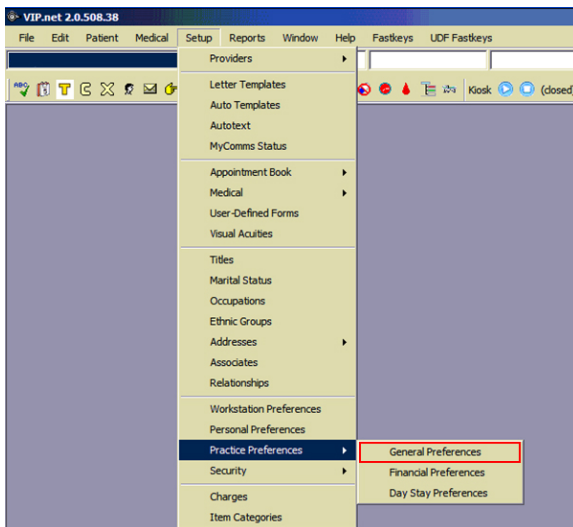 VIP.net 2.0.508.38
File Edit Patient Medical Setup Reports Window Help Fastkeys UDF Fastkeys
ABC T Kiosk (closed)
Providers
Letter Templates
Auto Templates
Autotext
MyComms Status
Appointment Book
Medical
User-Defined Forms
Visual Acuities
Titles
Marital Status
Occupations
Ethnic Groups
Addresses
Associates
Relationships
Workstation Preferences
Personal Preferences
Practice Preferences
General Preferences
Security
Financial Preferences
Day Stay Preferences
Charges
Item Categories